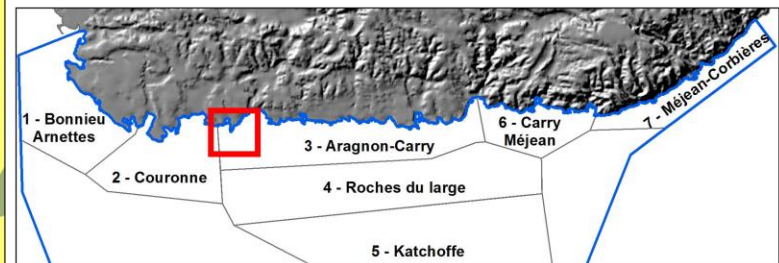 1 - Bonnieu
Arnettes
2 - Couronne
3 - Aragnon-Carry
4 - Roches du large
5 - Katchoffe
6 - Carry
Méjean
7 - Méjean-Corbières